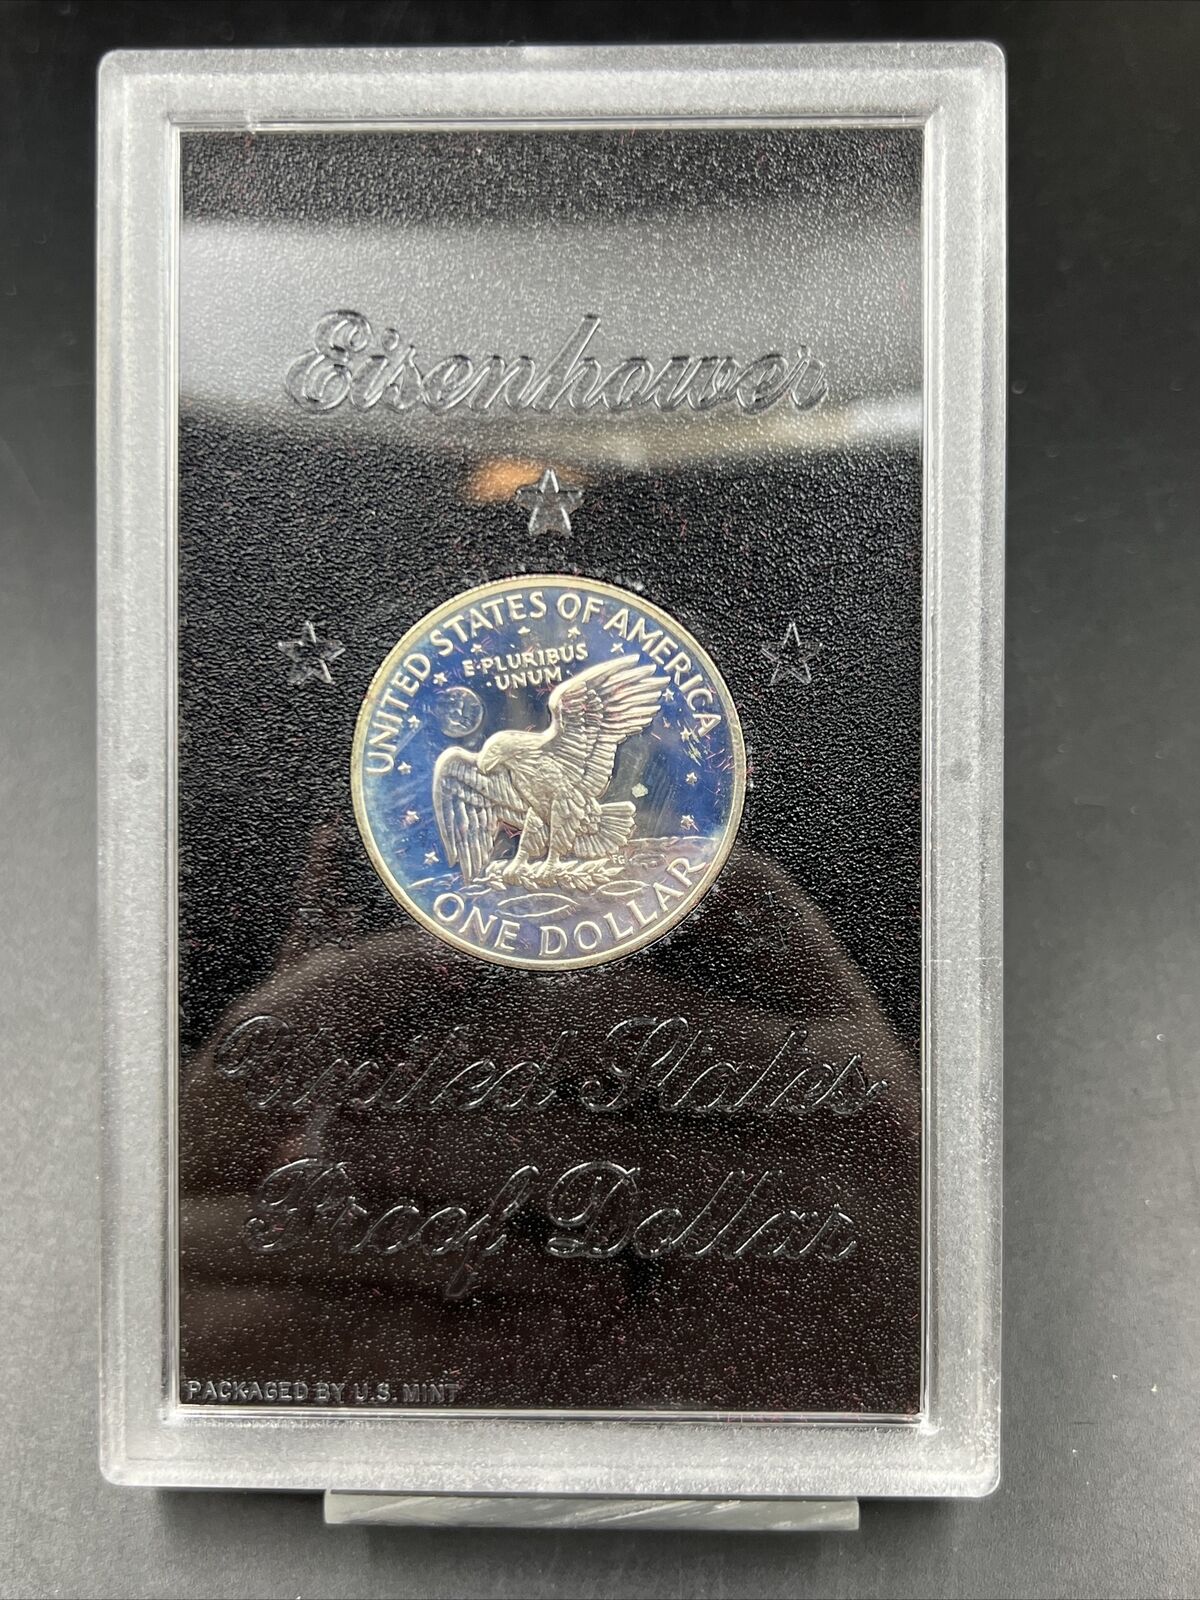 Eisenhower
UNITED STATES OF AMERICA
E·PLURIBUS
·UNUM·
FG
ONE DOLLAR
United States
Proof Dollar
PACKAGED BY U.S. MINT